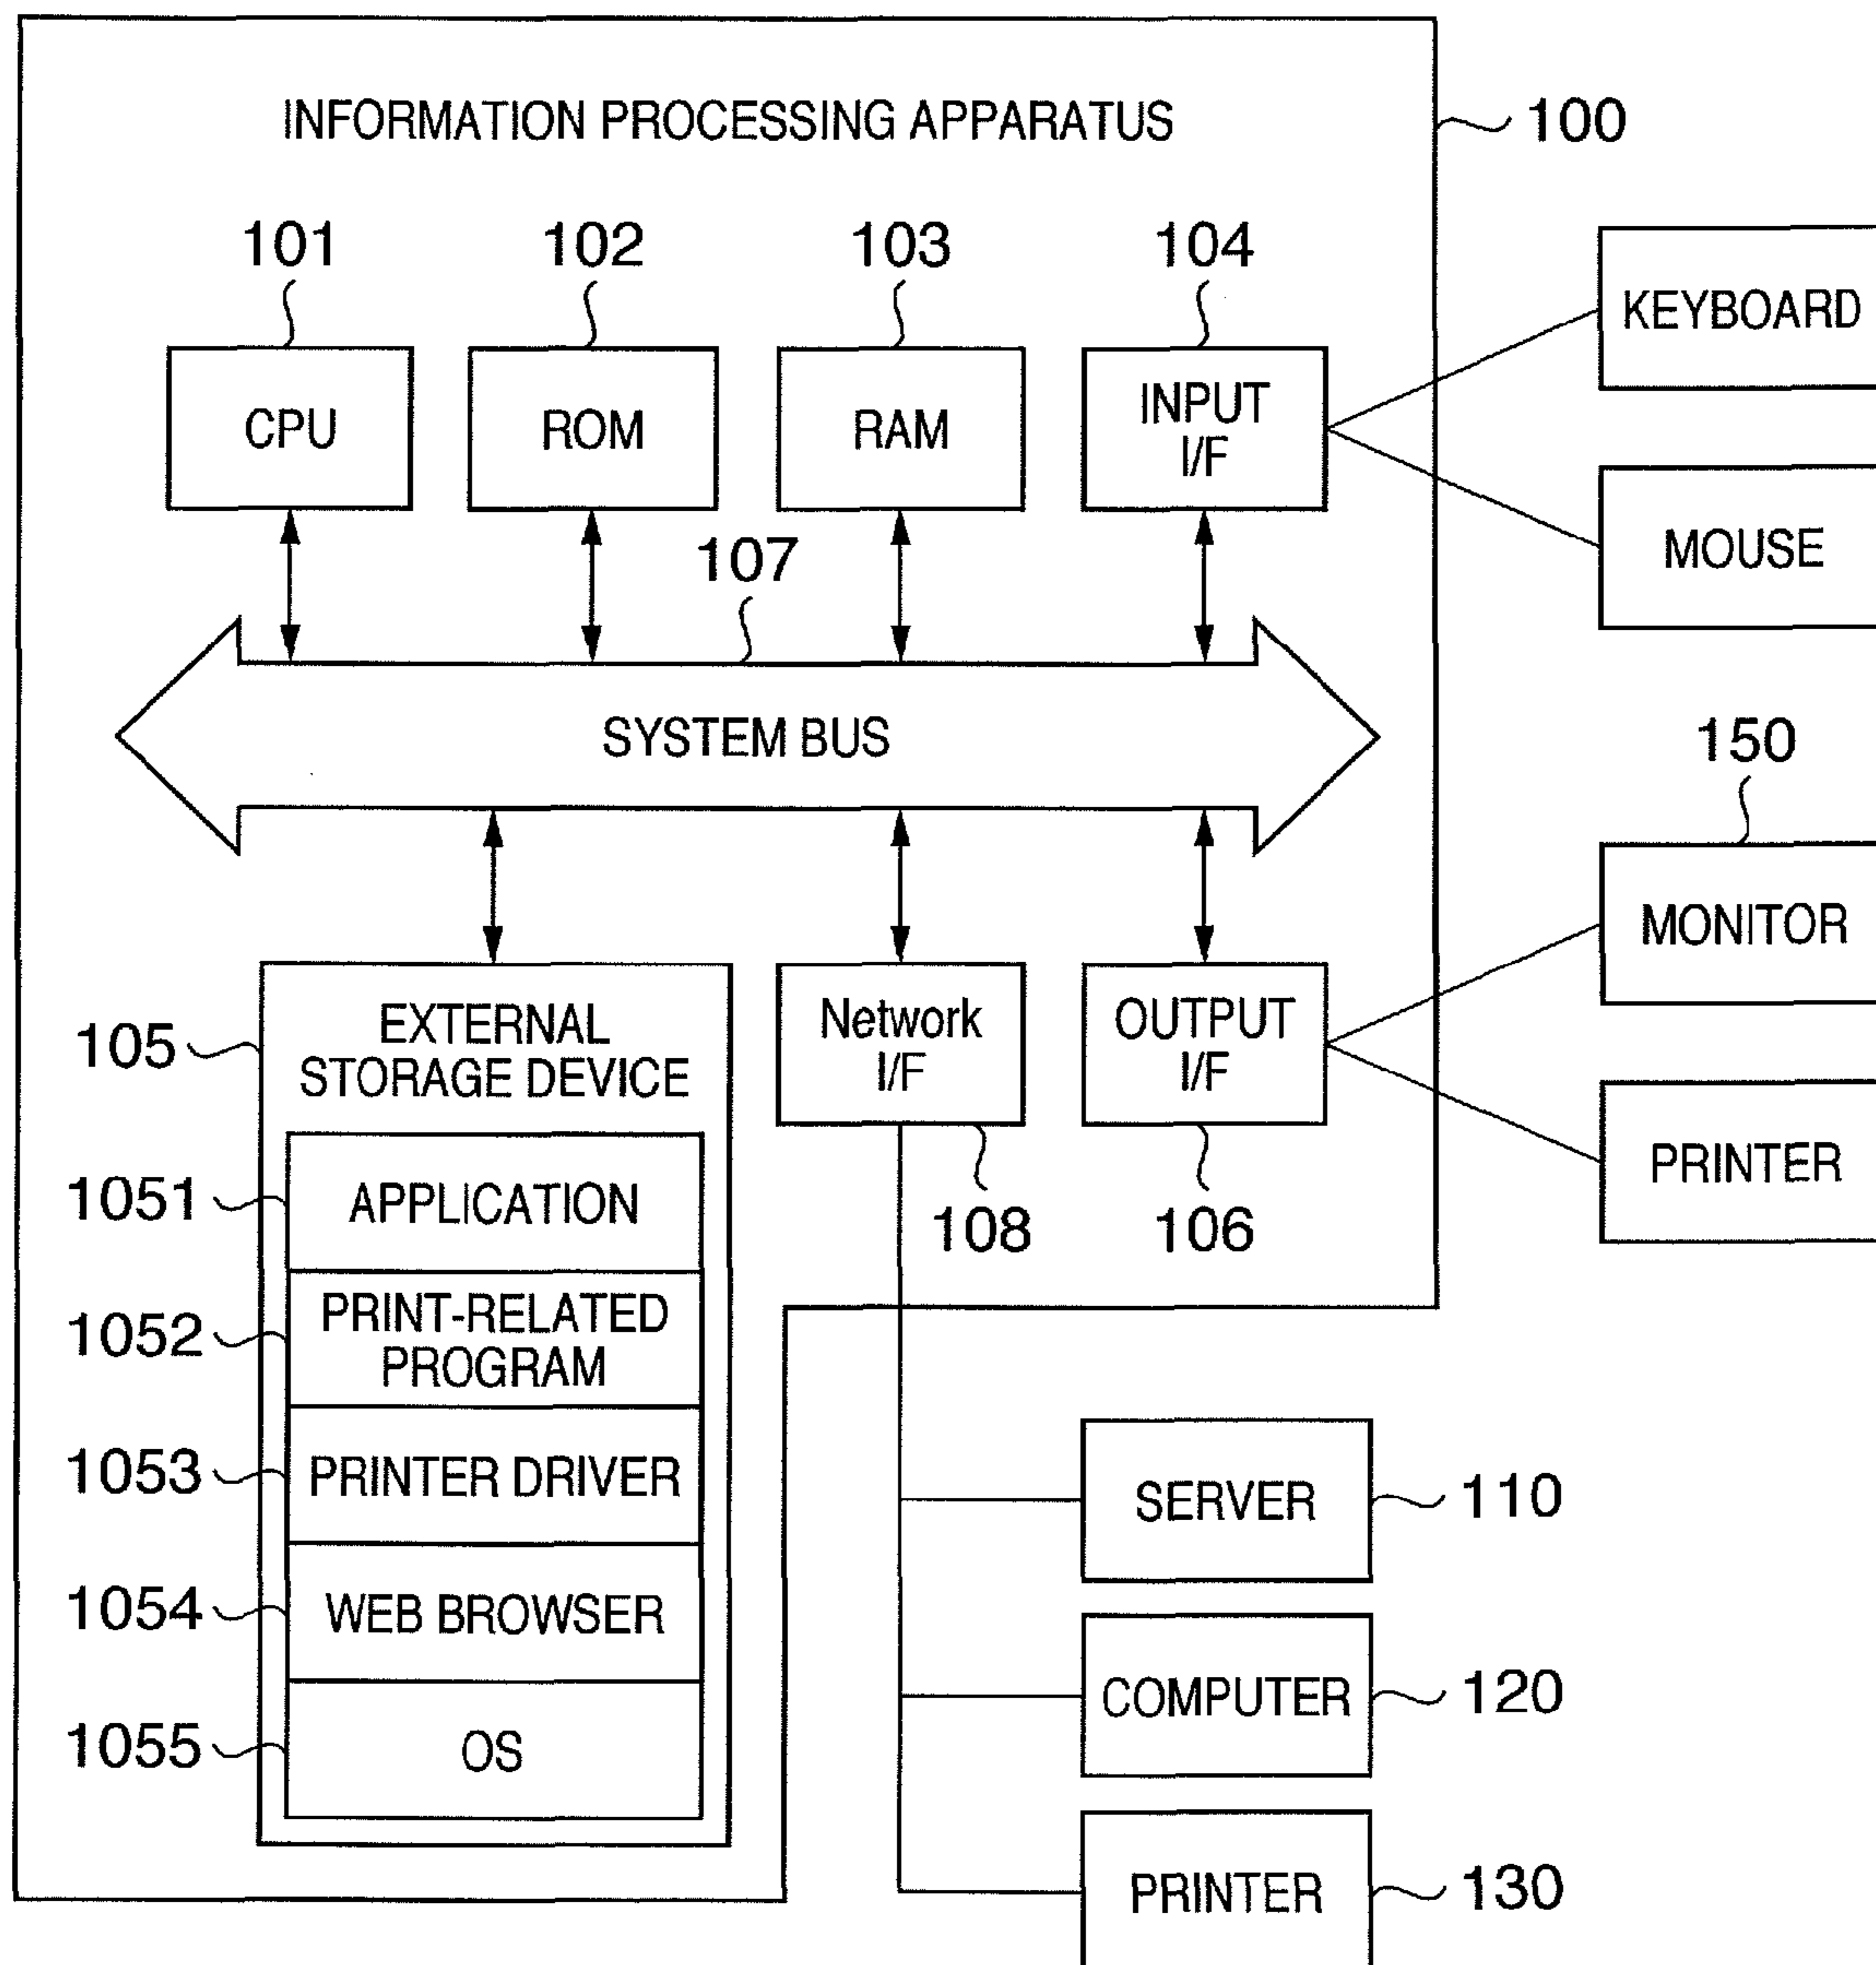 INFORMATION PROCESSING APPARATUS
100
101
102
103
104
CPU
ROM
RAM
INPUT
I/F
KEYBOARD
MOUSE
107
SYSTEM BUS
150
MONITOR
PRINTER
105
EXTERNAL
STORAGE DEVICE
Network
I/F
OUTPUT
I/F
108
106
1051
APPLICATION
1052
PRINT-RELATED
PROGRAM
1053
PRINTER DRIVER
1054
WEB BROWSER
1055
OS
SERVER
110
COMPUTER
120
PRINTER
130